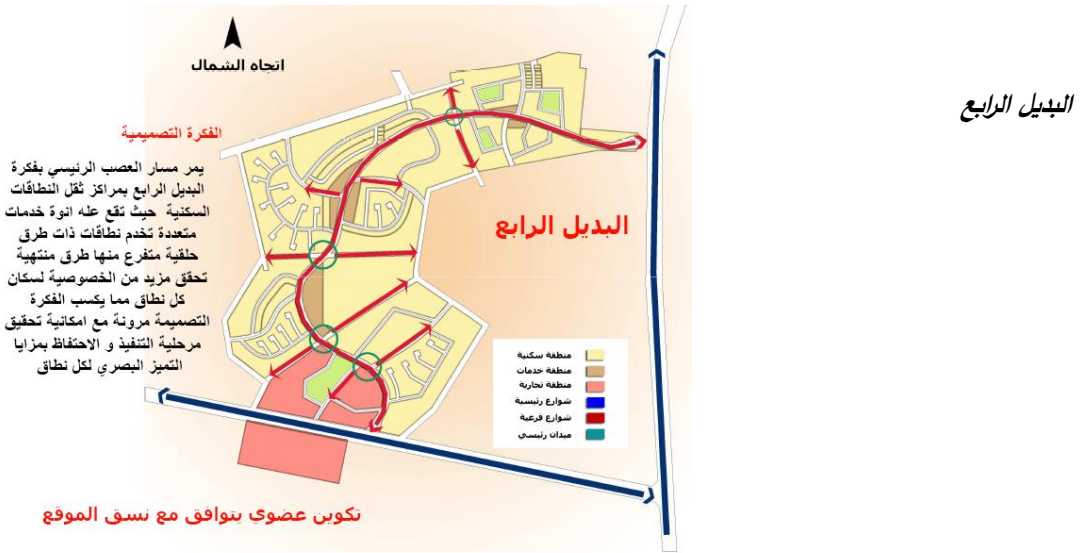 البديل الرابع
اتجاه الشمال
الفكرة التصميمية
يمر مسار العصب الرئيسي بفكرة
البديل الرابع بمراكز ثقل النطاقات
السكنية حيث تقع عله انوة خدمات
متعددة تخدم نطاقات ذات طرق
حلقية متفرع منها طرق منتهية
تحقق مزيد من الخصوصية لسكان
كل نطاق مما يكسب الفكرة
التصميمة مرونة مع امكانية تحقيق
مرحلية التنفيذ و الاحتفاظ بمزايا
التميز البصري لكل نطاق
البديل الرابع
منطقة سكنية
منطقة خدمات
منطقة تجارية
شوارع رئيسية
شوارع فرعية
ميدان رئيسي
تكوين عضوي يتوافق مع نسق الموقع